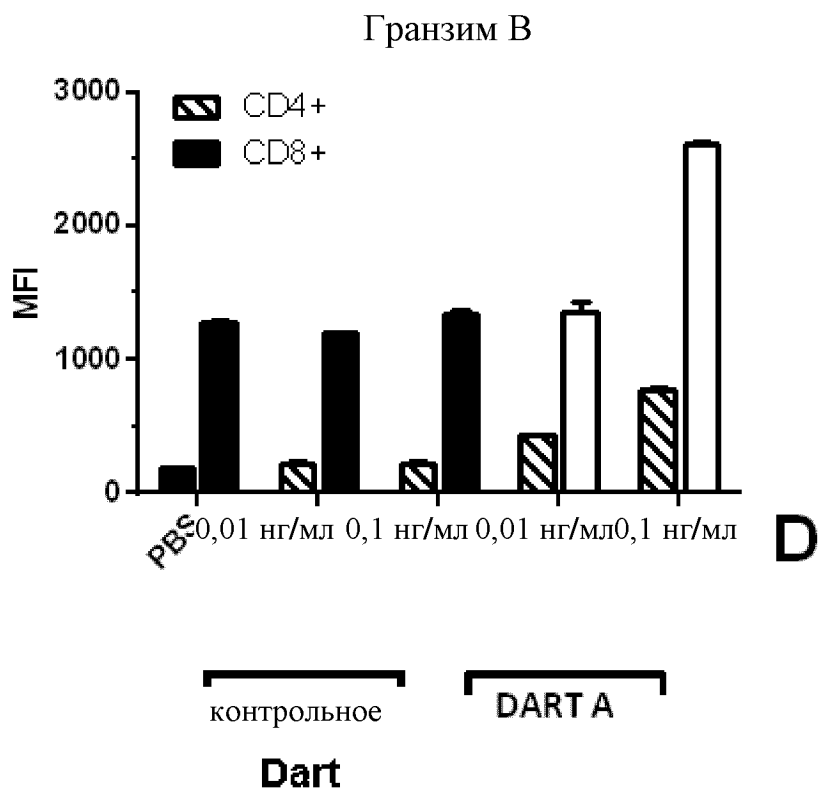 Гранзим В
3000
CD4+
CD8+
2000
MFI
1000
0
PBS
0,01 нг/мл 0,1 нг/мл 0,01 нг/мл 0,1 нг/мл
D
контрольное
DART A
Dart